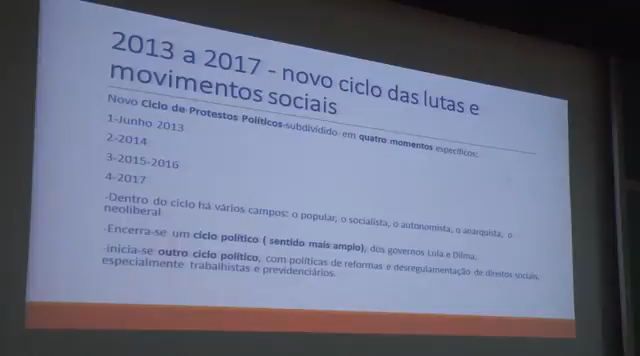 2013 a 2017 - novo ciclo das lutas e
movimentos sociais
Novo Ciclo de Protestos Políticos-subdividido em quatro momentos específicos:
1-Junho 2013
2-2014
3-2015-2016
4-2017
-Dentro do ciclo há vários campos: o popular, o socialista, o autonomista, o anarquista, o
neoliberal
-Encerra-se um ciclo político ( sentido mais amplo), dos governos Lula e Dilma.
-inicia-se outro ciclo político, com políticas de reformas e desregulamentação de direitos sociais,
especialmente trabalhistas e previdenciários.